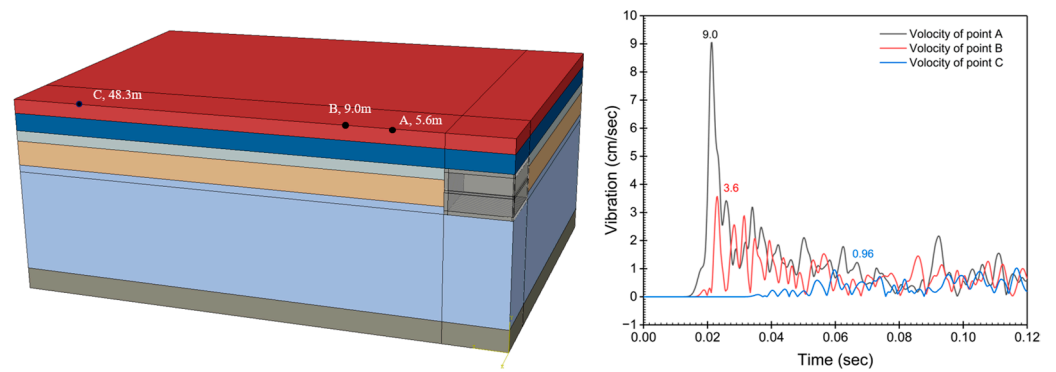 C, 48.3m
B, 9.0m
A, 5.6m
10
9
8
7
6
5
4
3
2
1
0
−1
Vibration (cm/sec)
9.0
3.6
0.96
Volocity of point A
Volocity of point B
Volocity of point C
0.00
0.02
0.04
0.06
0.08
0.10
0.12
Time (sec)